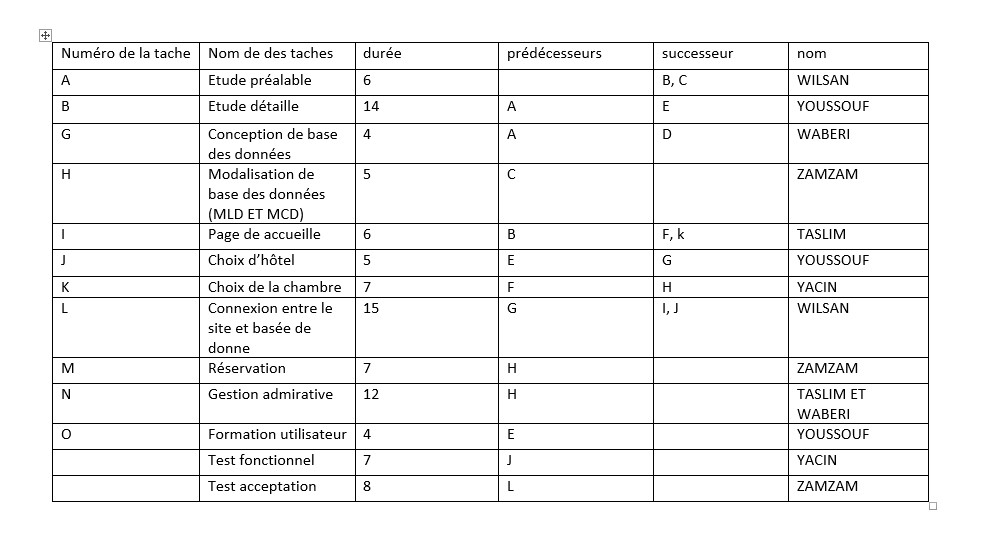 Numéro de la tache Nom de des taches durée prédécesseurs successeur nom
A Etude préalable 6 B, C WILSAN
B Etude détaille 14 A E YOUSSOUF
G Conception de base 4 A D WABERI
des données
H Modalisation de 5 C ZAMZAM
base des données
(MLD ET MCD)
I Page de accueille 6 B F, k TASLIM
J Choix d’hôtel 5 E G YOUSSOUF
K Choix de la chambre 7 F H YACIN
L Connexion entre le 15 G I, J WILSAN
site et basée de
donne
M Réservation 7 H ZAMZAM
N Gestion admirative 12 H TASLIM ET
WABERI
O Formation utilisateur 4 E YOUSSOUF
Test fonctionnel 7 J YACIN
Test acceptation 8 L ZAMZAM